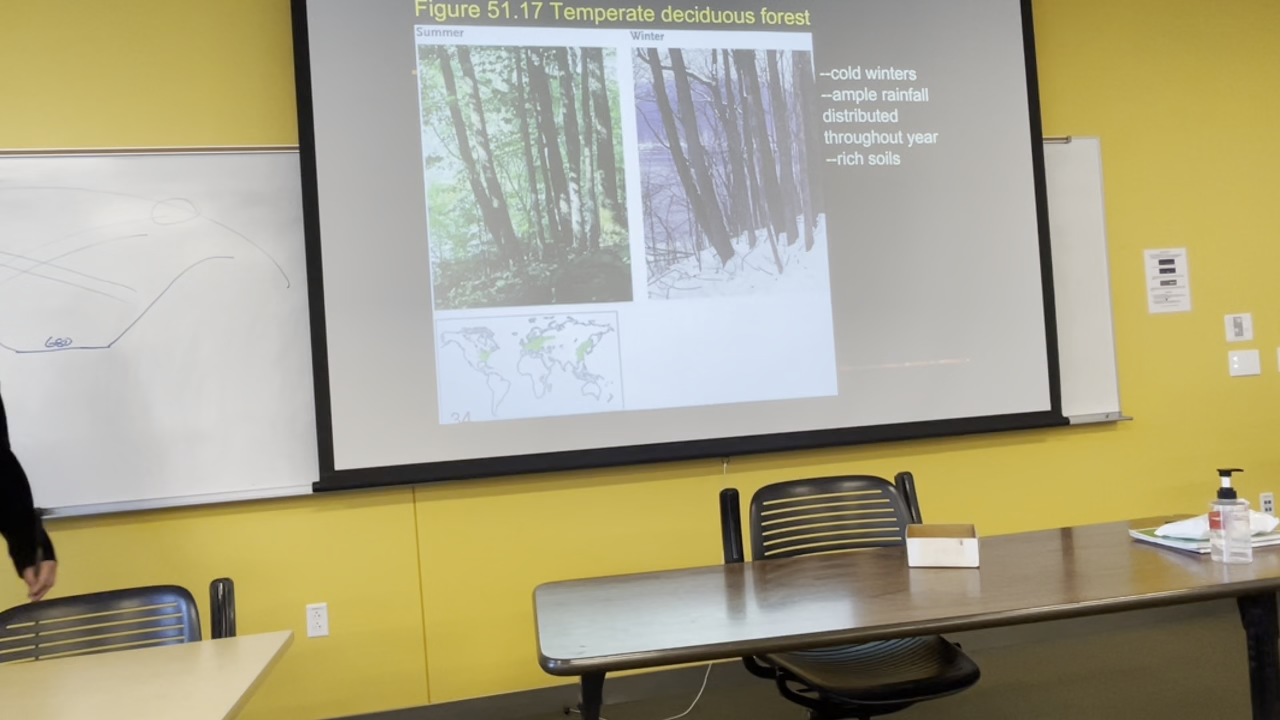 Figure 51.17 Temperate deciduous forest
Summer
Winter
--cold winters
--ample rainfall
distributed
throughout year
--rich soils
34